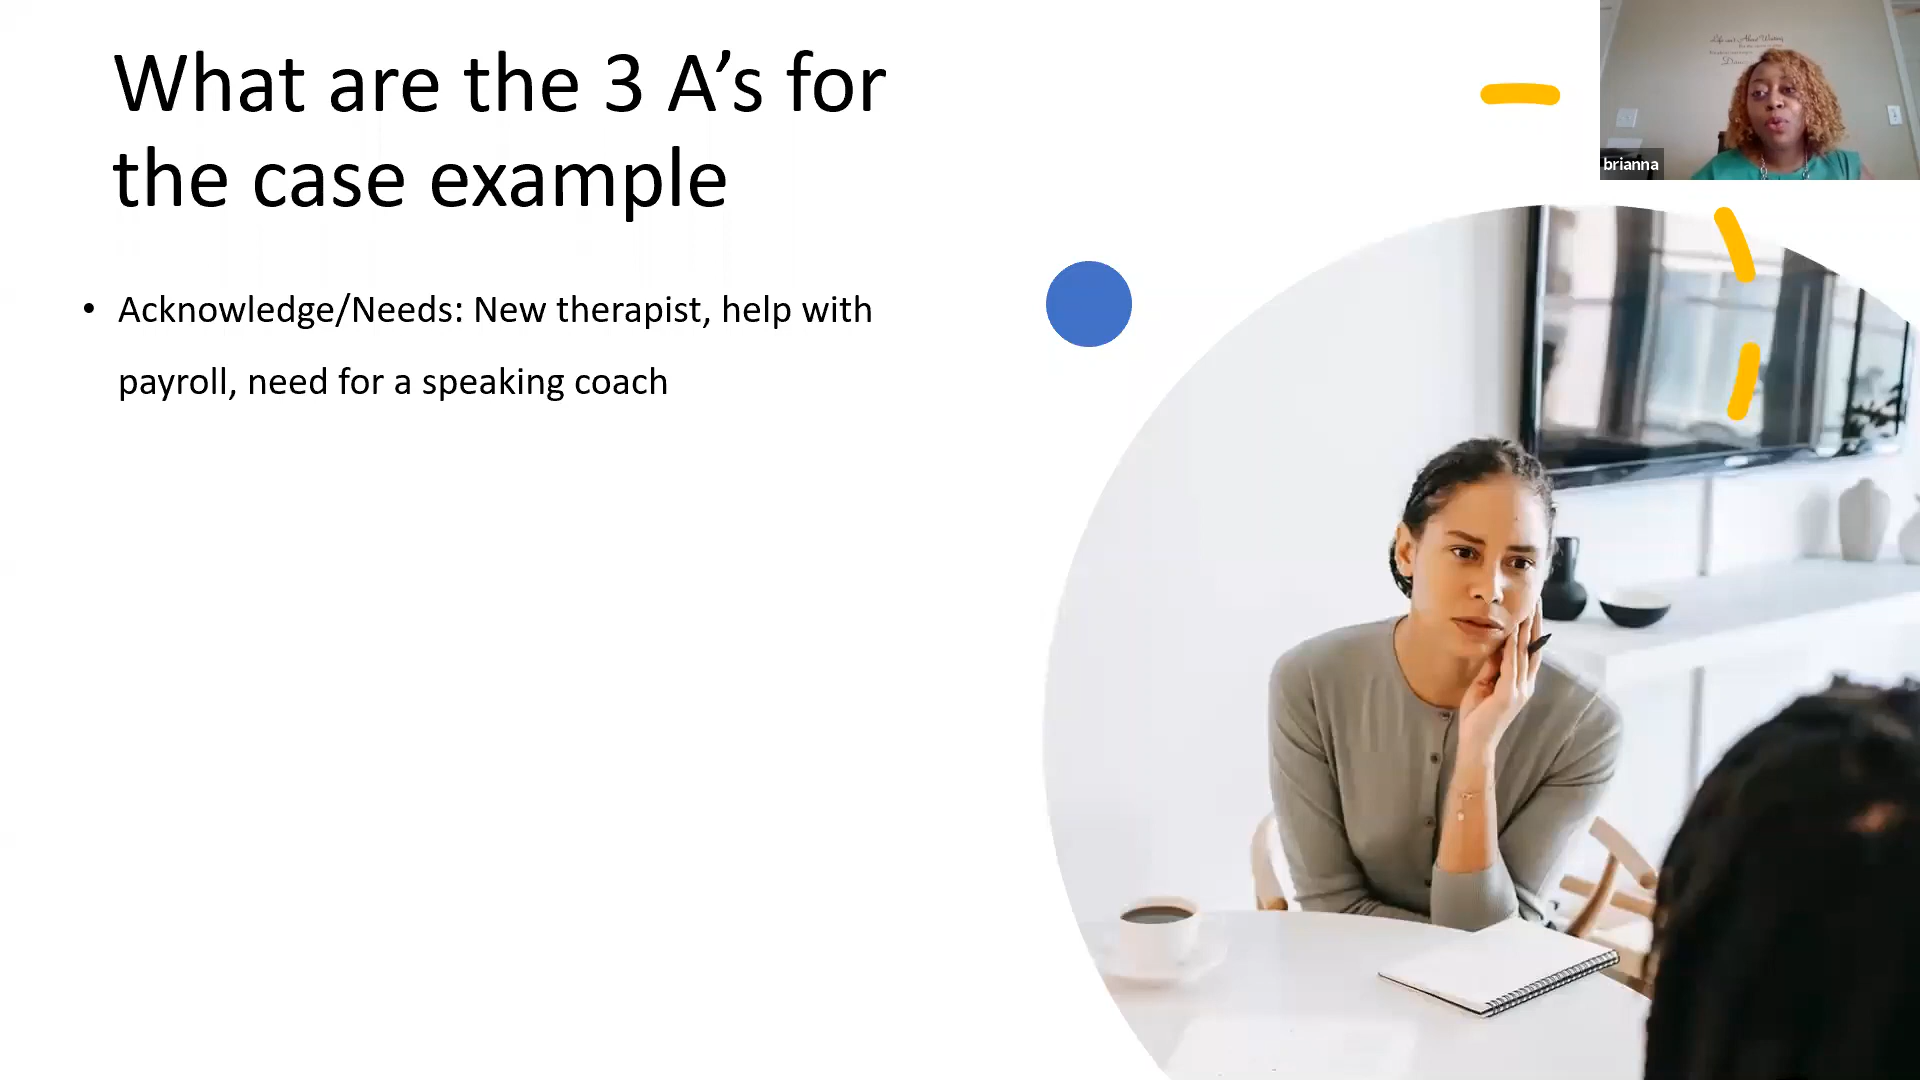 What are the 3 A’s for
the case example
• Acknowledge/Needs: New therapist, help with
payroll, need for a speaking coach
brianna